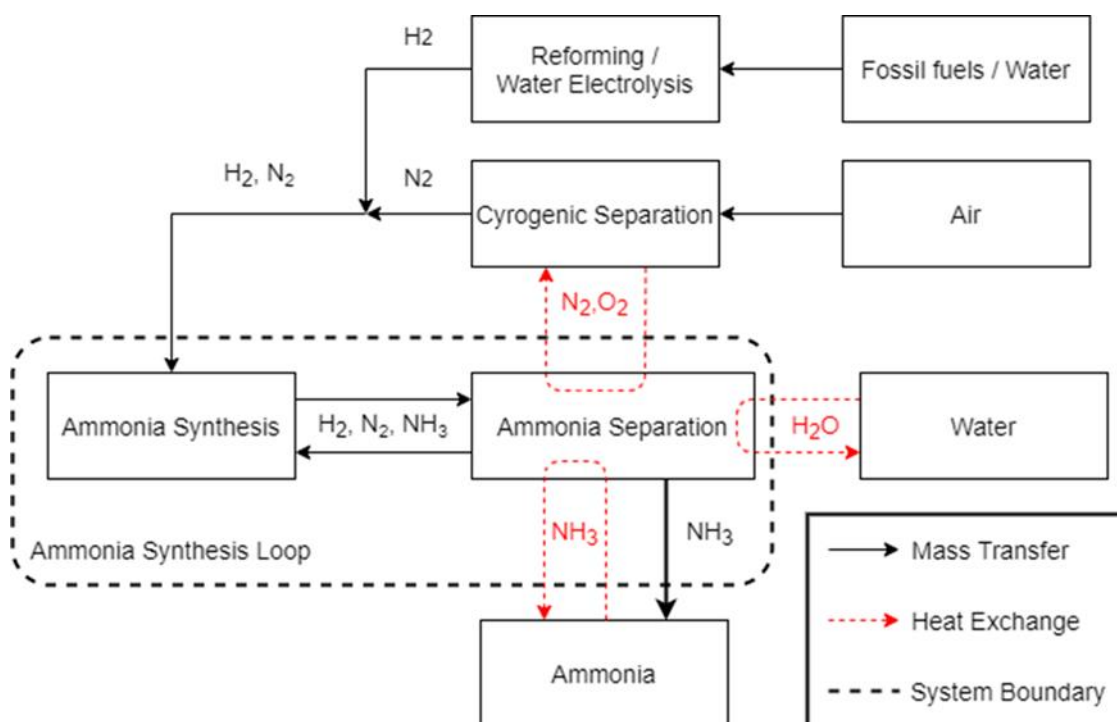 H2
Reforming /
Water Electrolysis
Fossil fuels / Water
H₂, N₂
N2
Cyrogenic Separation
Air
N₂,O₂
Ammonia Synthesis
H₂, N₂, NH₃
Ammonia Separation
H₂O
Water
Ammonia Synthesis Loop
NH₃
NH₃
Mass Transfer
Heat Exchange
System Boundary
Ammonia